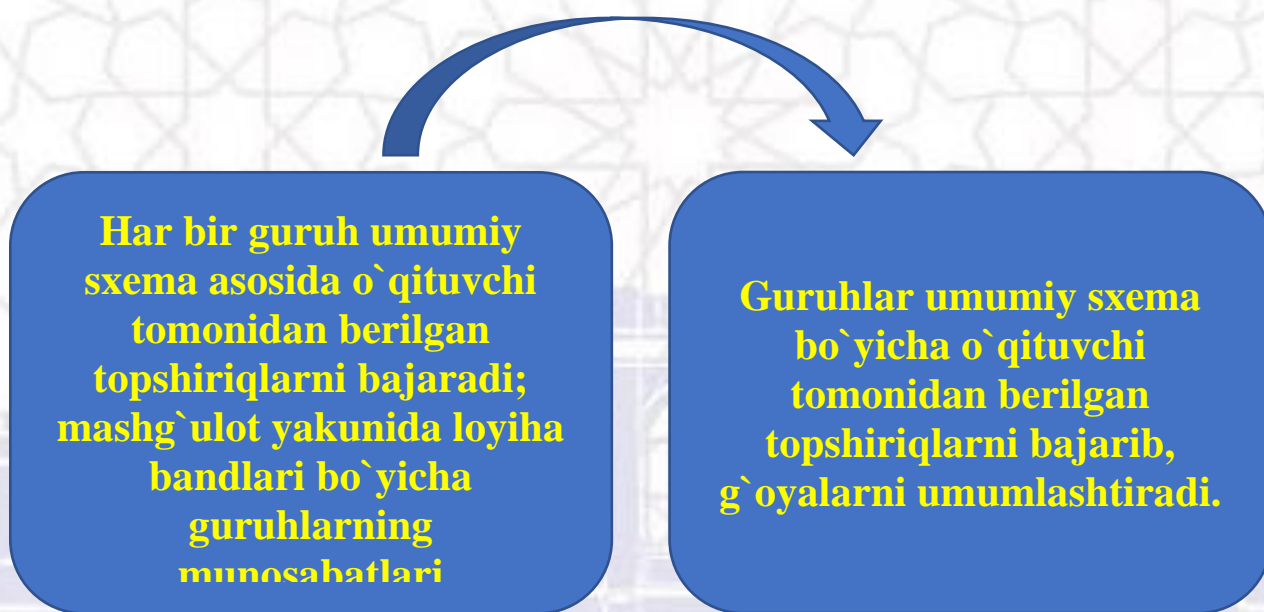 Har bir guruh umumiy
sxema asosida o`qituvchi
tomonidan berilgan
topshiriqlarni bajaradi;
mashg`ulot yakunida loyiha
bandlari bo`yicha
guruhlarning
munosabatlari
Guruhlar umumiy sxema
bo`yicha o`qituvchi
tomonidan berilgan
topshiriqlarni bajarib,
g`oyalarni umumlashtiradi.